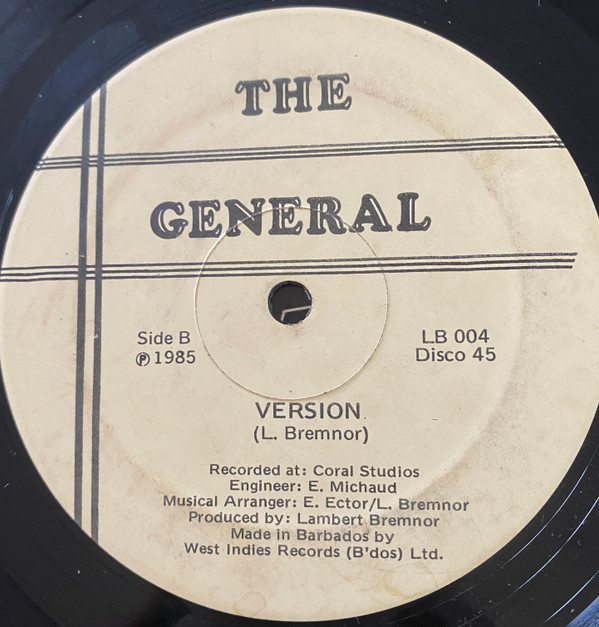 THE
GENERAL
Side B
℗ 1985
LB 004
Disco 45
VERSION
(L. Bremnor)
Recorded at: Coral Studios
Engineer: E. Michaud
Musical Arranger: E. Ector/L. Bremnor
Produced by: Lambert Bremnor
Made in Barbados by
West Indies Records (B'dos) Ltd.